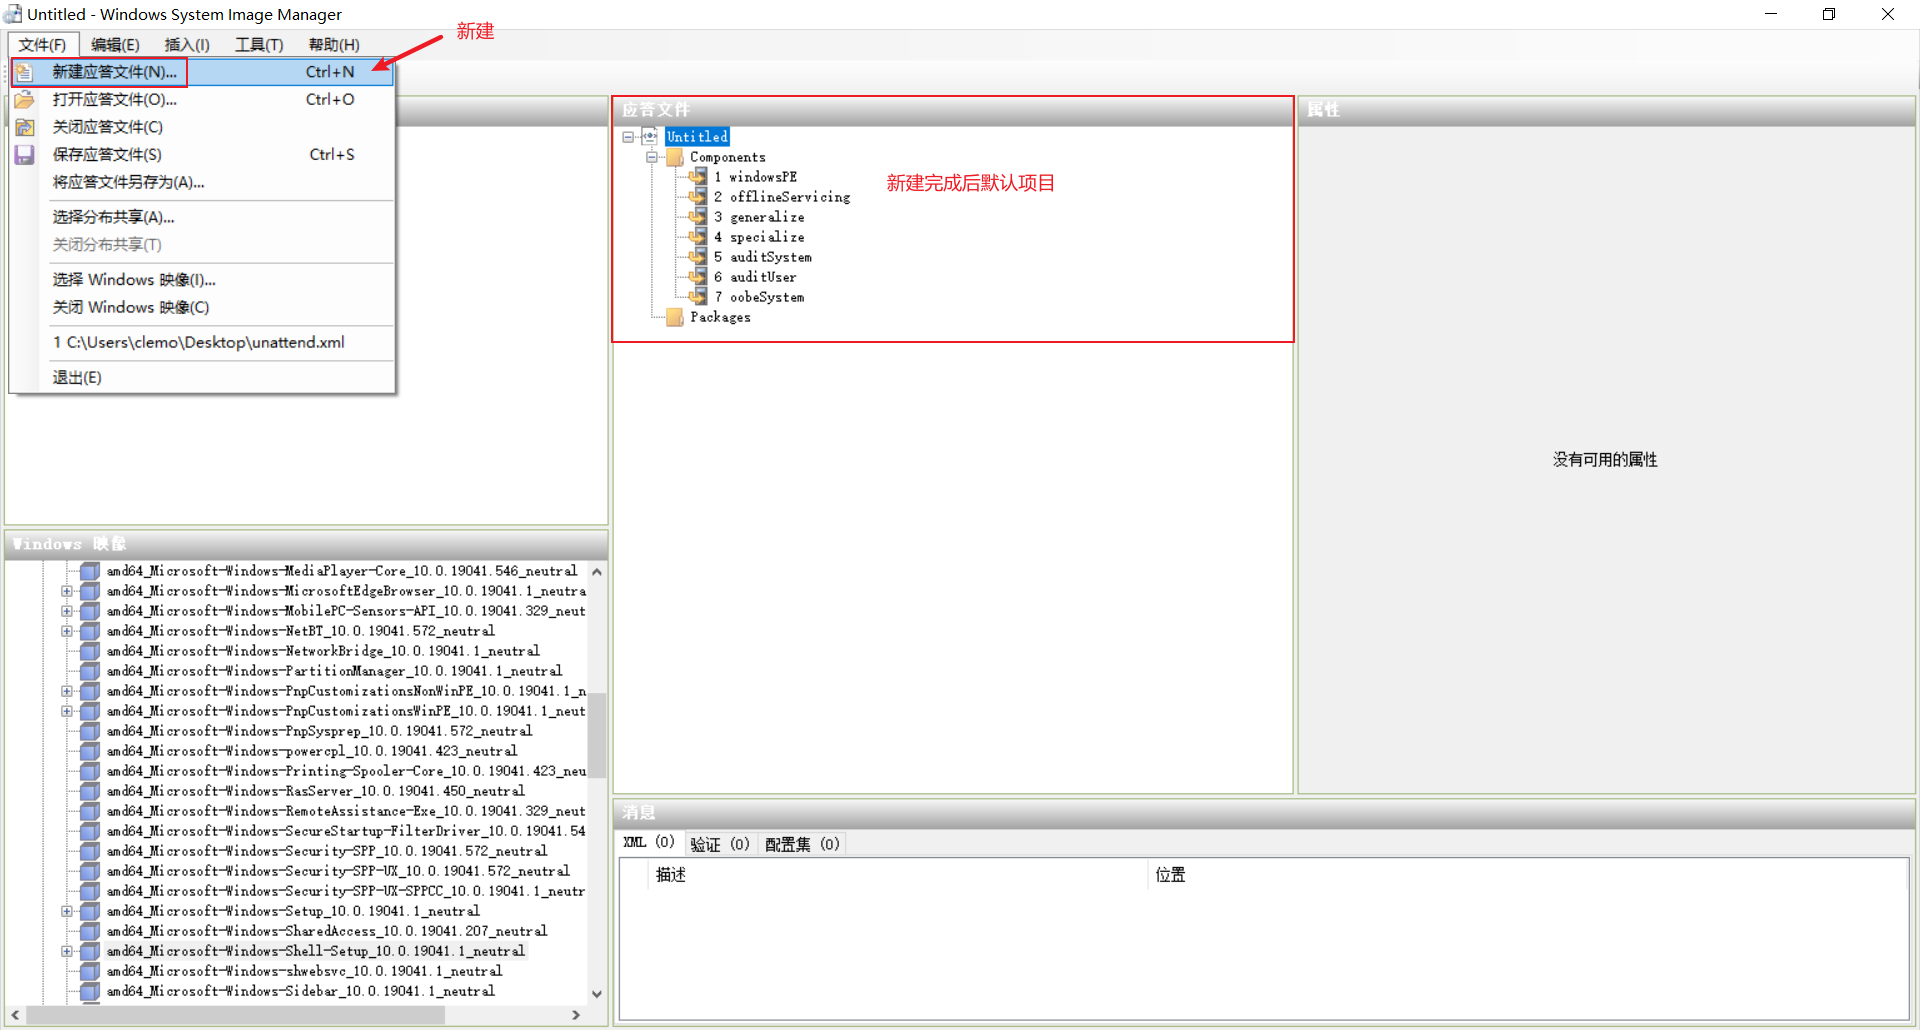 Untitled - Windows System Image Manager
文件(F) 编辑(E) 插入(I) 工具(T) 帮助(H)
新建
新建应答文件(N)... Ctrl+N
打开应答文件(O)... Ctrl+O
关闭应答文件(C)
保存应答文件(S) Ctrl+S
将应答文件另存为(A)...
选择分布共享(A)...
关闭分布共享(T)
选择 Windows 映像(I)...
关闭 Windows 映像(C)
1 C:\Users\clemo\Desktop\unattend.xml
退出(E)
应答文件
Untitled
Components
1 windowsPE
2 offlineServicing
3 generalize
4 specialize
5 auditSystem
6 auditUser
7 oobeSystem
Packages
新建完成后默认项目
属性
没有可用的属性
Windows 映像
amd64_Microsoft-Windows-MediaPlayer-Core_10.0.19041.546_neutral
amd64_Microsoft-Windows-MicrosoftEdgeBrowser_10.0.19041.1_neutra
amd64_Microsoft-Windows-MobilePC-Sensors-API_10.0.19041.329_neut
amd64_Microsoft-Windows-NetBT_10.0.19041.572_neutral
amd64_Microsoft-Windows-NetworkBridge_10.0.19041.1_neutral
amd64_Microsoft-Windows-PartitionManager_10.0.19041.1_neutral
amd64_Microsoft-Windows-PnpCustomizationsNonWinPE_10.0.19041.1_n
amd64_Microsoft-Windows-PnpCustomizationsWinPE_10.0.19041.1_neut
amd64_Microsoft-Windows-PnpSysprep_10.0.19041.572_neutral
amd64_Microsoft-Windows-powercpl_10.0.19041.423_neutral
amd64_Microsoft-Windows-Printing-Spooler-Core_10.0.19041.423_neu
amd64_Microsoft-Windows-RasServer_10.0.19041.450_neutral
amd64_Microsoft-Windows-RemoteAssistance-Exe_10.0.19041.329_neut
amd64_Microsoft-Windows-SecureStartup-FilterDriver_10.0.19041.54
amd64_Microsoft-Windows-Security-SPP_10.0.19041.572_neutral
amd64_Microsoft-Windows-Security-SPP-UX_10.0.19041.572_neutral
amd64_Microsoft-Windows-Security-SPP-UX-SPPCC_10.0.19041.1_neutr
amd64_Microsoft-Windows-Setup_10.0.19041.1_neutral
amd64_Microsoft-Windows-SharedAccess_10.0.19041.207_neutral
amd64_Microsoft-Windows-Shell-Setup_10.0.19041.1_neutral
amd64_Microsoft-Windows-shwebsvc_10.0.19041.1_neutral
amd64_Microsoft-Windows-Sidebar_10.0.19041.1_neutral
消息
XML (0) 验证 (0) 配置集 (0)
描述 位置